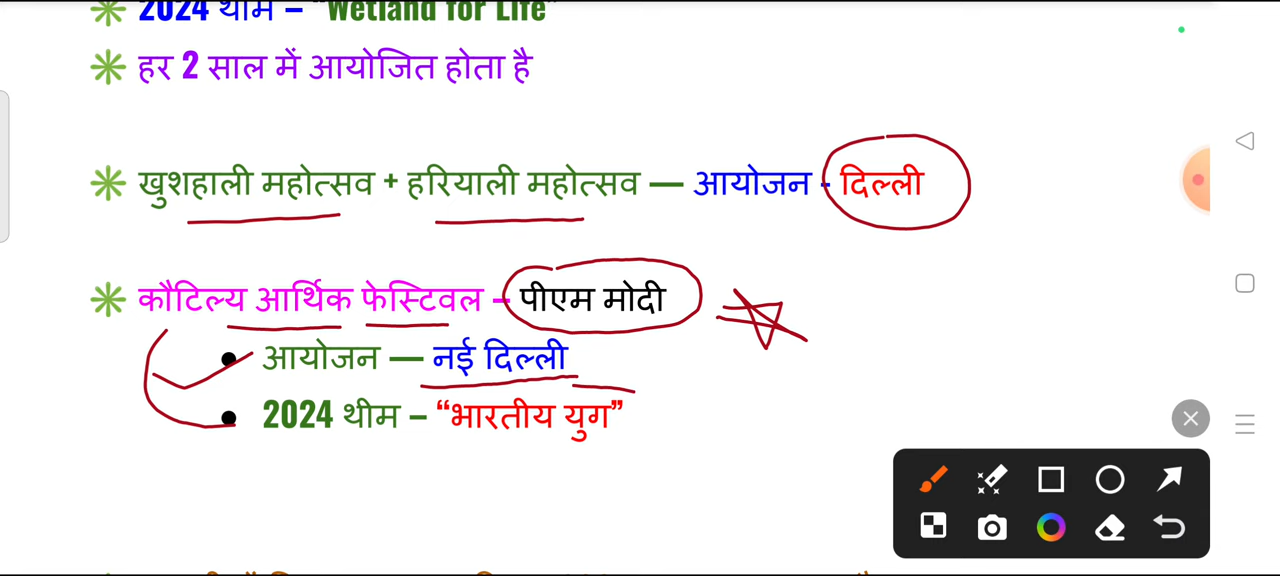 ✳ 2024 थीम – “Wetland for Life”
✳ हर 2 साल में आयोजित होता है
✳ खुशहाली महोत्सव + हरियाली महोत्सव — आयोजन - दिल्ली
✳ कौटिल्य आर्थिक फेस्टिवल – पीएम मोदी
● आयोजन — नई दिल्ली
● 2024 थीम – “भारतीय युग”